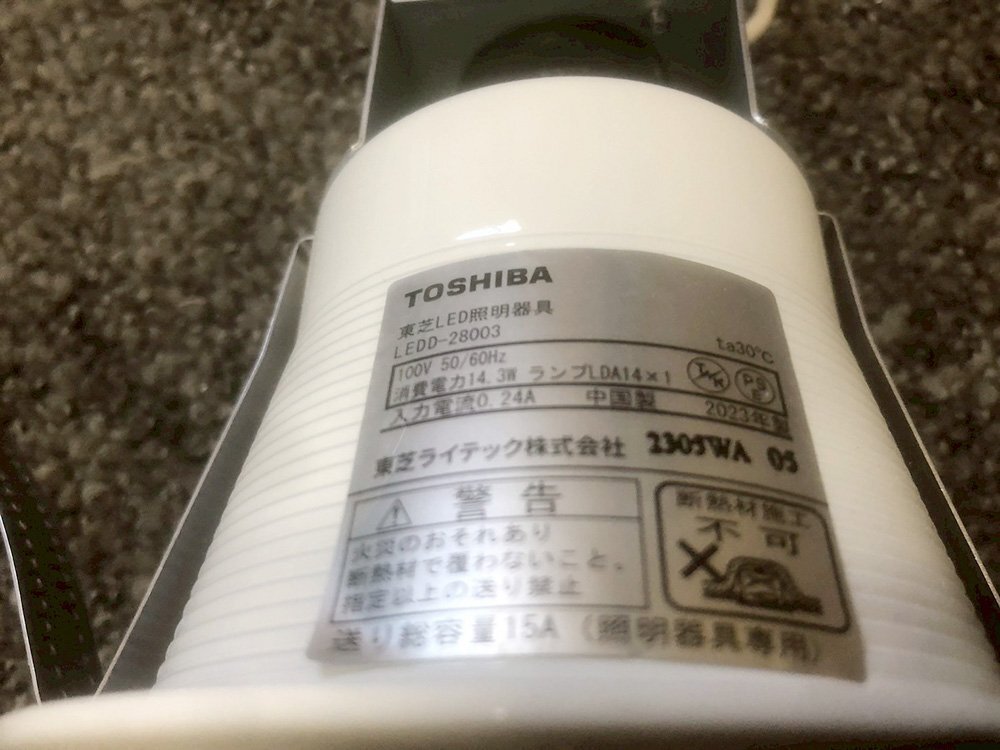 TOSHIBA
東芝LED照明器具
LEDD-28003
ta30℃
100V 50/60Hz
消費電力14.3W ランプLDA14×1
PSE
入力電流0.24A 中国製 2023年製
東芝ライテック株式会社 2305WA 05
警告
火災のおそれあり
断熱材で覆わないこと。
指定以上の送り禁止
断熱材施工
不可
送り総容量15A（照明器具専用）